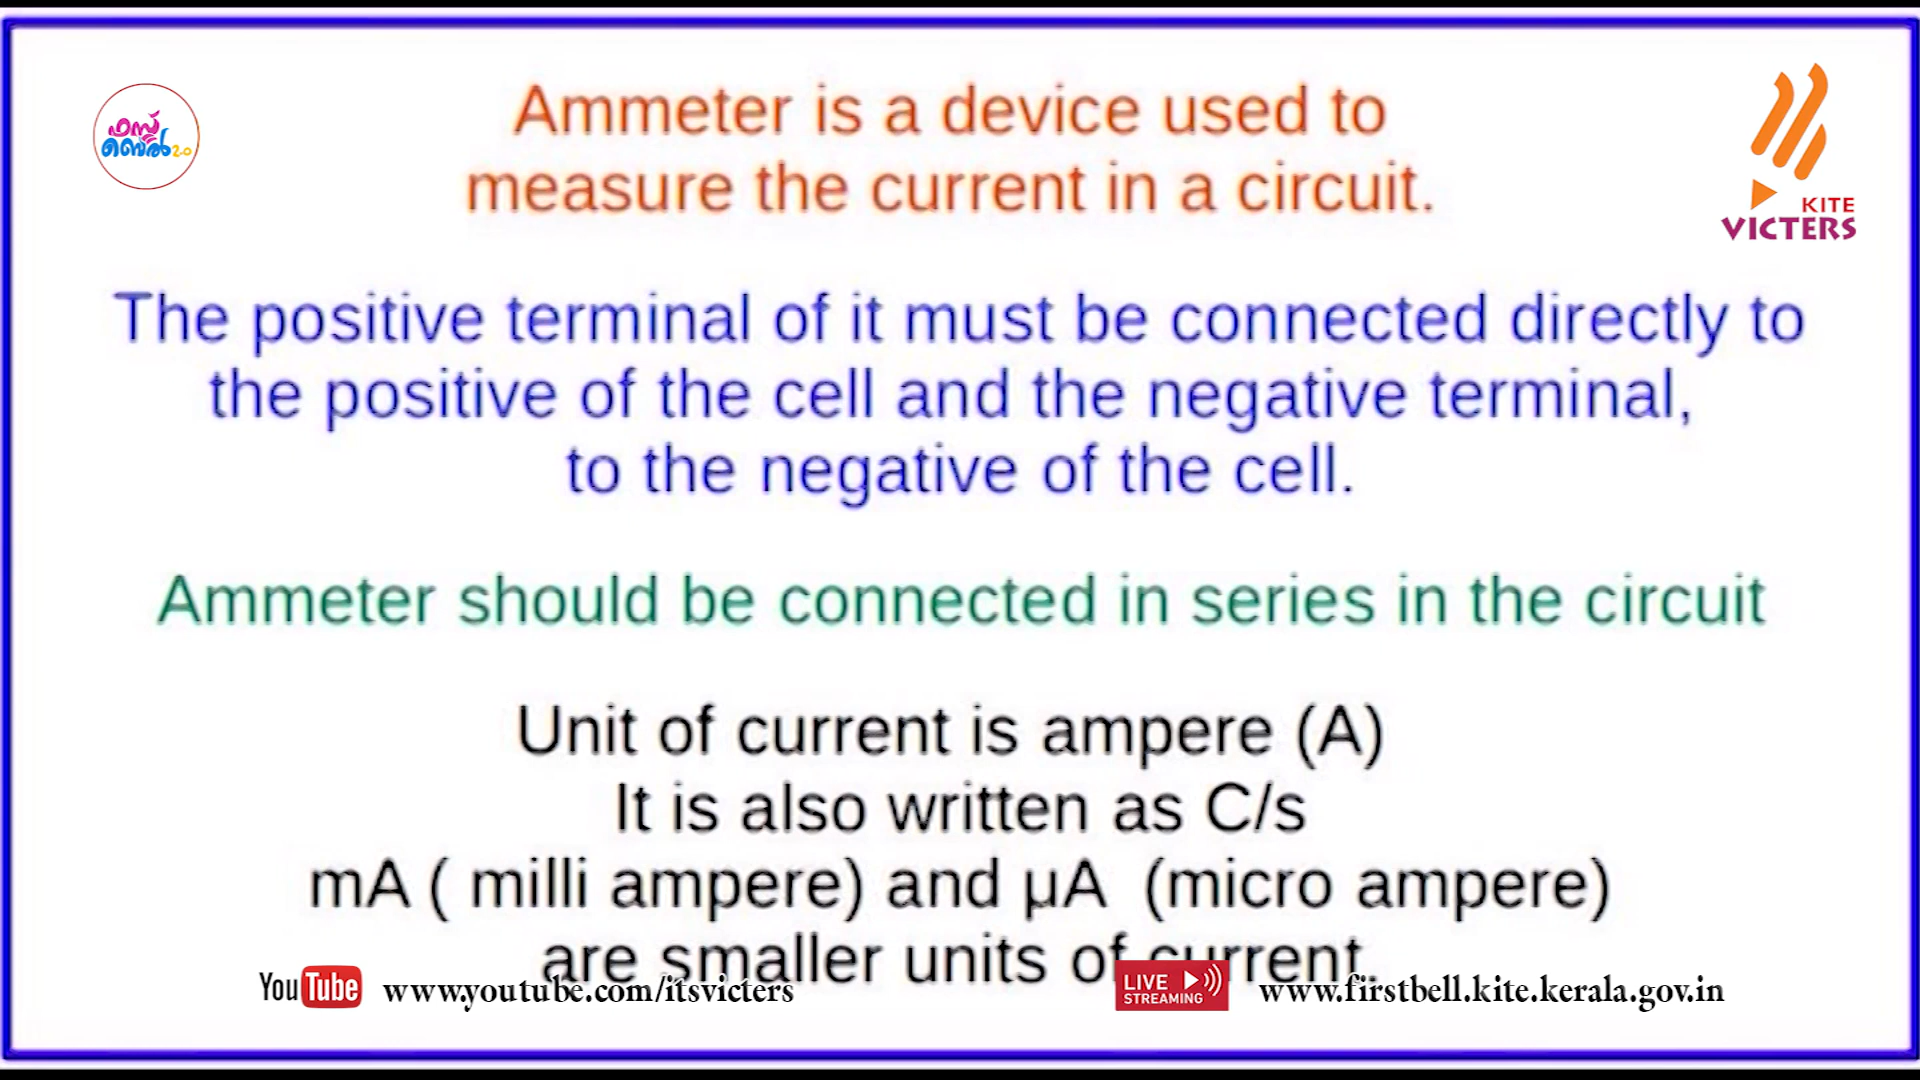 Ammeter is a device used to
measure the current in a circuit.
ഫസ്റ്റ്
ബെൽ 2.0
KITE
VICTERS
The positive terminal of it must be connected directly to
the positive of the cell and the negative terminal,
to the negative of the cell.
Ammeter should be connected in series in the circuit
Unit of current is ampere (A)
It is also written as C/s
mA ( milli ampere) and µA (micro ampere)
are smaller units of current.
YouTube www.youtube.com/itsvicters
LIVE STREAMING www.firstbell.kite.kerala.gov.in